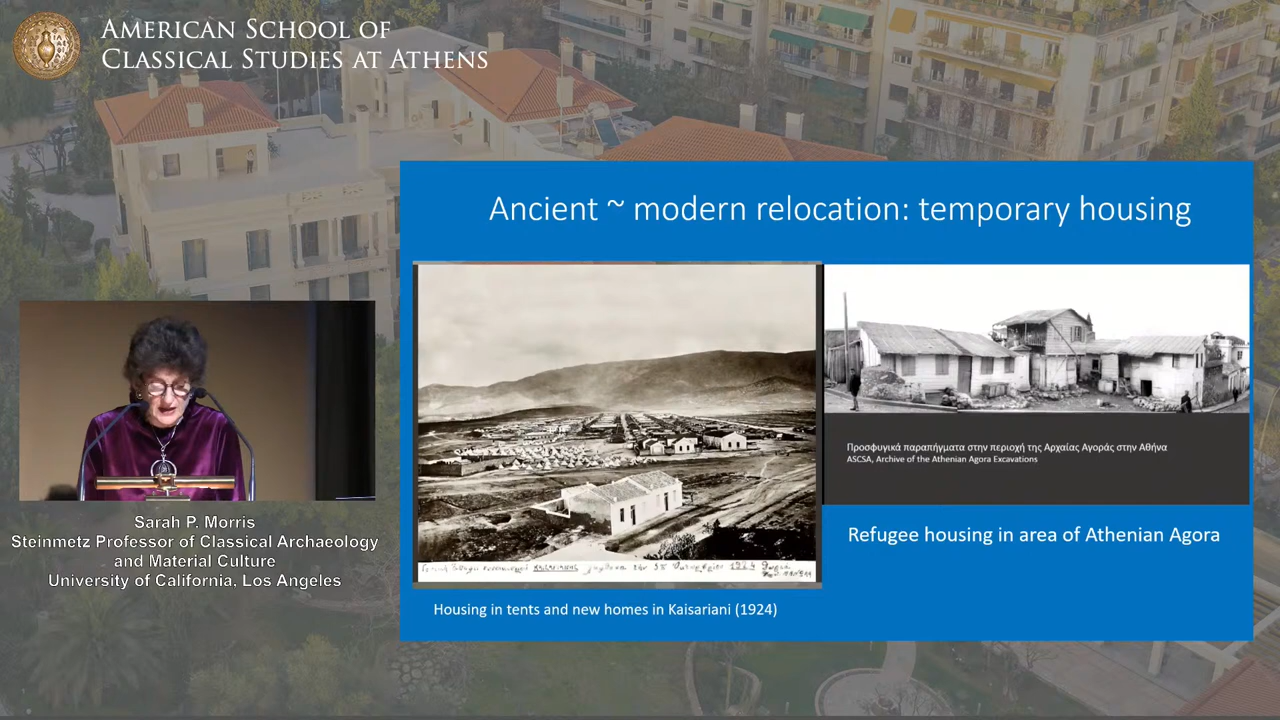 AMERICAN SCHOOL OF
CLASSICAL STUDIES AT ATHENS
Ancient ~ modern relocation: temporary housing
Προσφυγικά παραπήγματα στην περιοχή της Αρχαίας Αγοράς στην Αθήνα
ASCSA, Archive of the Athenian Agora Excavations
Refugee housing in area of Athenian Agora
1924
Housing in tents and new homes in Kaisariani (1924)
Sarah P. Morris
Steinmetz Professor of Classical Archaeology
and Material Culture
University of California, Los Angeles